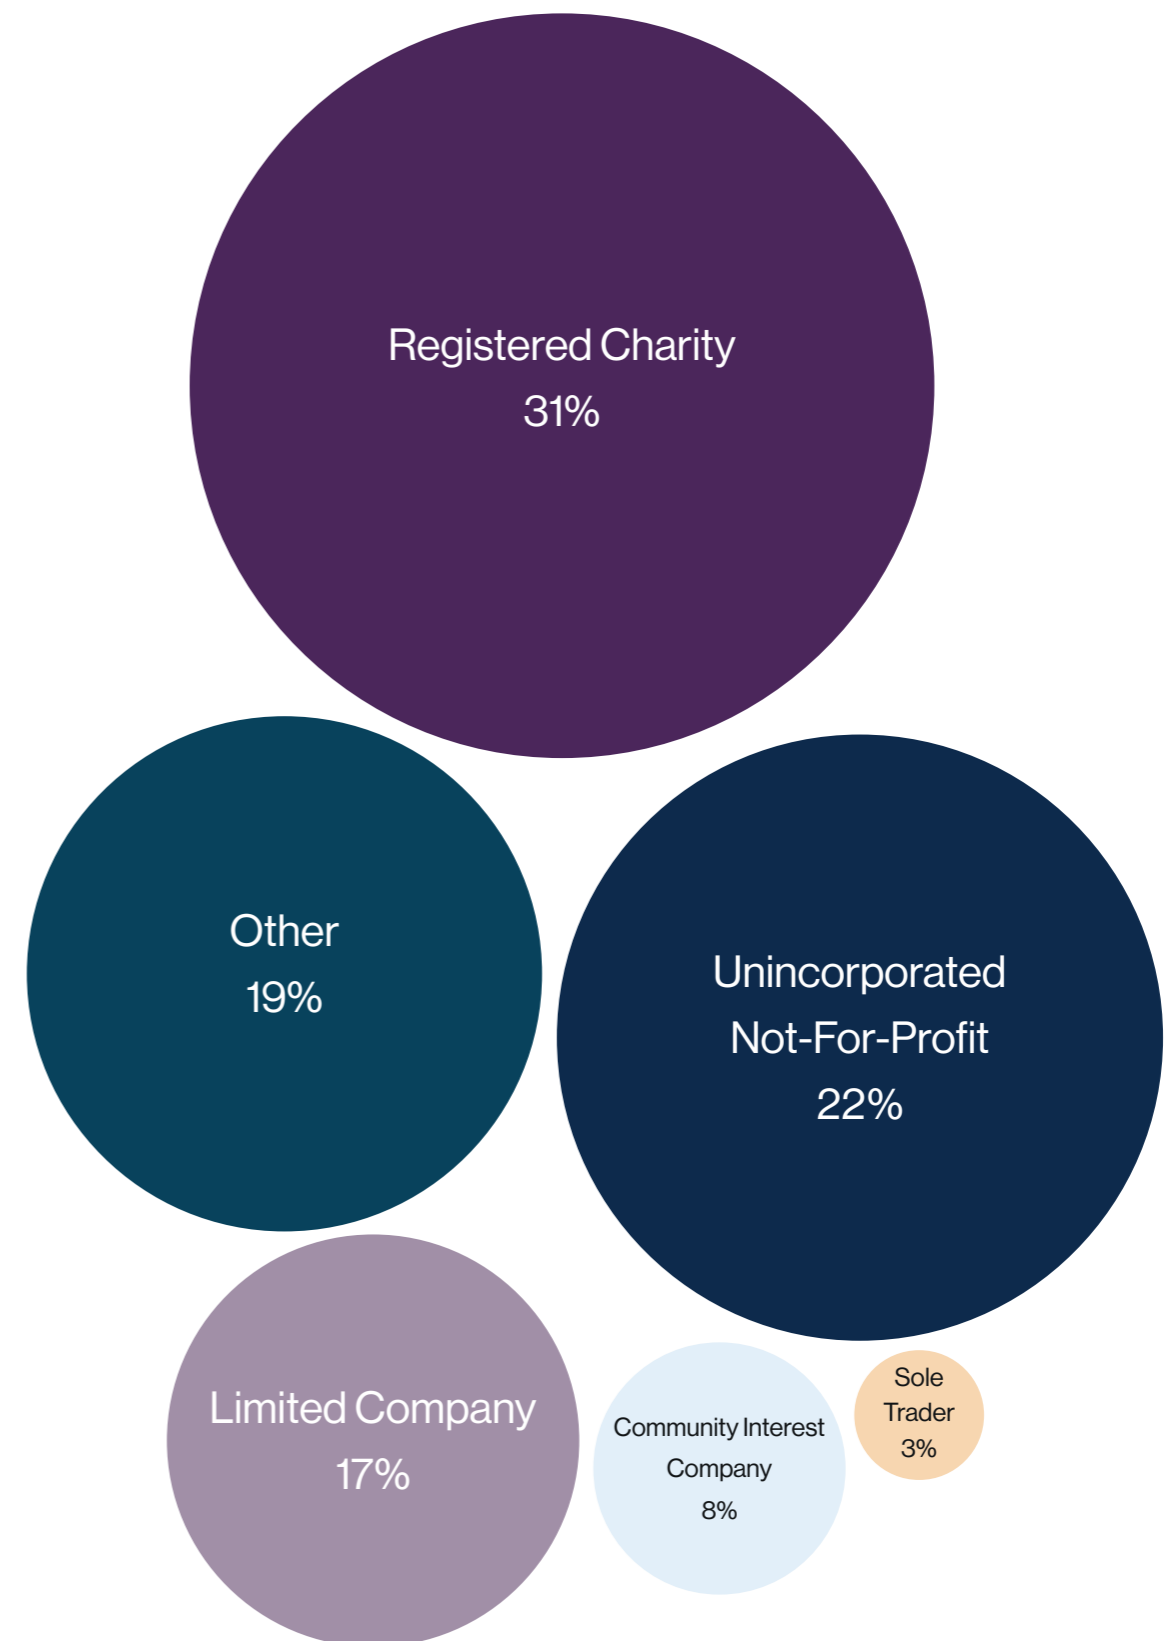 Registered Charity
31%
Other
19%
Unincorporated
Not-For-Profit
22%
Limited Company
17%
Community Interest
Company
8%
Sole
Trader
3%